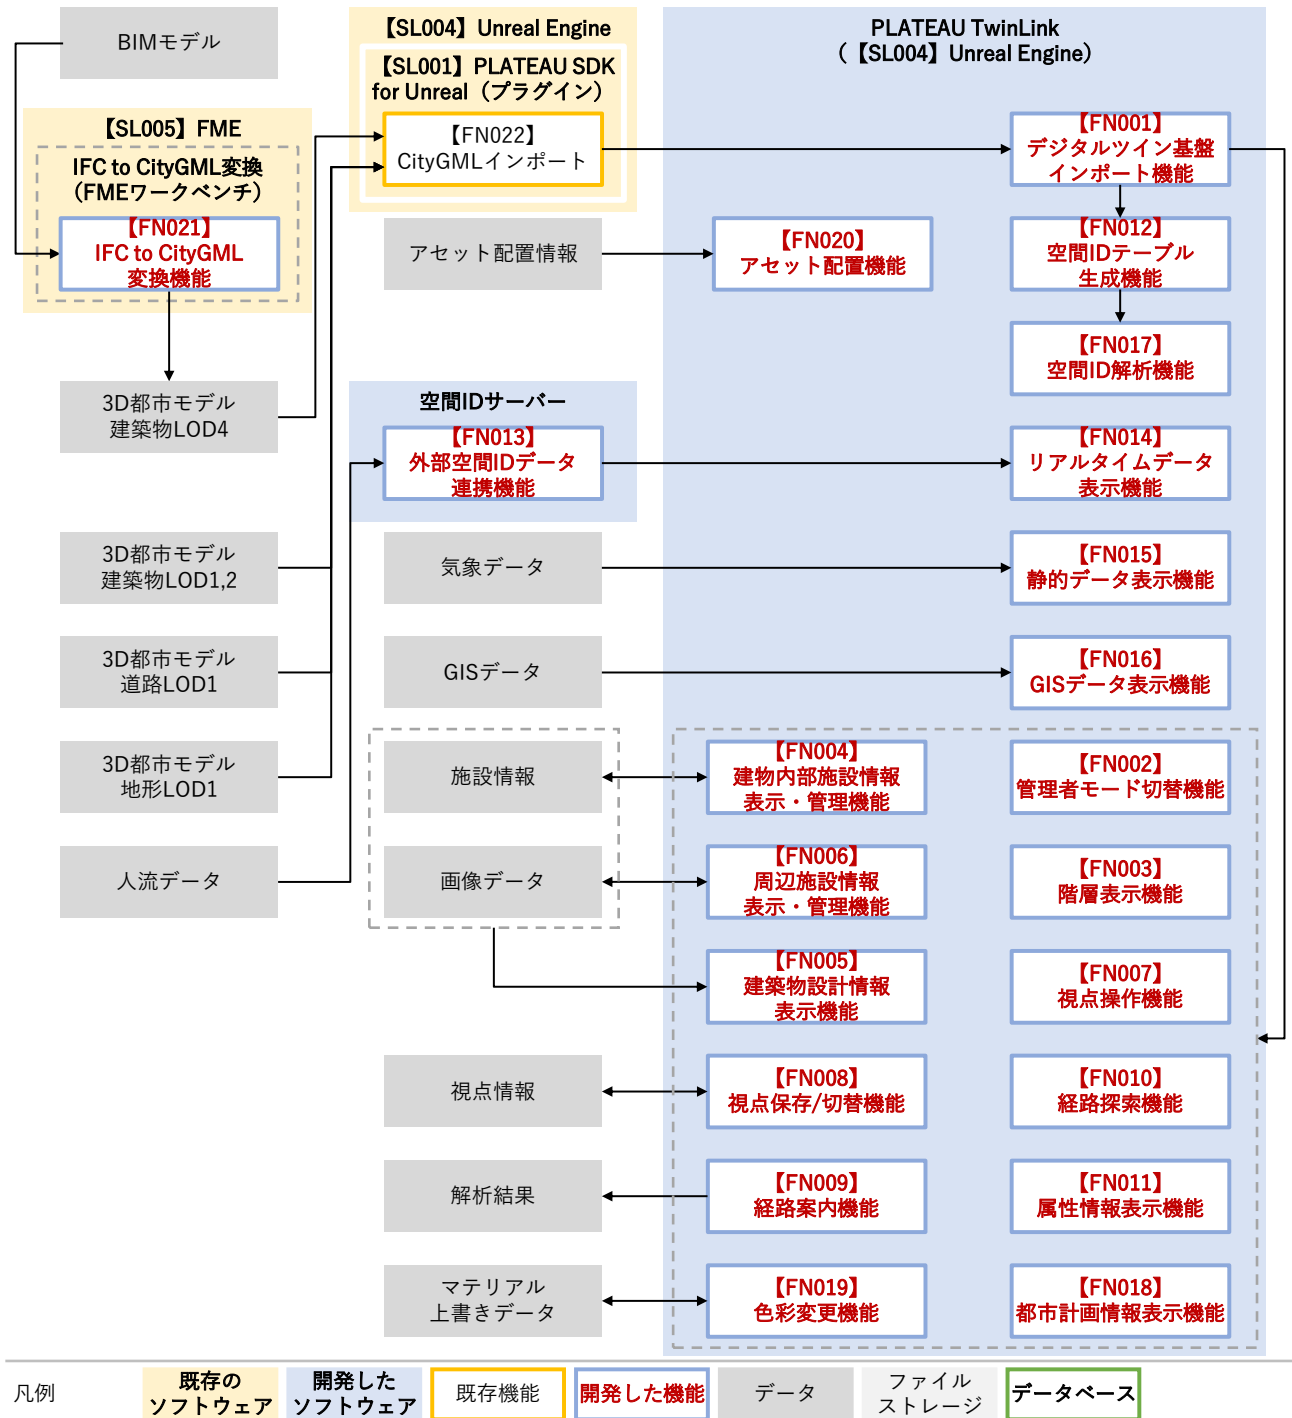 BIMモデル
【SL005】FME
IFC to CityGML変換
（FMEワークベンチ）
【FN021】
IFC to CityGML
変換機能
3D都市モデル
建築物LOD4
3D都市モデル
建築物LOD1,2
3D都市モデル
道路LOD1
3D都市モデル
地形LOD1
人流データ
【SL004】Unreal Engine
【SL001】PLATEAU SDK
for Unreal（プラグイン）
【FN022】
CityGMLインポート
アセット配置情報
空間IDサーバー
【FN013】
外部空間IDデータ
連携機能
気象データ
GISデータ
施設情報
画像データ
視点情報
解析結果
マテリアル
上書きデータ
PLATEAU TwinLink
（【SL004】Unreal Engine）
【FN001】
デジタルツイン基盤
インポート機能
【FN020】
アセット配置機能
【FN012】
空間IDテーブル
生成機能
【FN017】
空間ID解析機能
【FN014】
リアルタイムデータ
表示機能
【FN015】
静的データ表示機能
【FN016】
GISデータ表示機能
【FN004】
建物内部施設情報
表示・管理機能
【FN002】
管理者モード切替機能
【FN006】
周辺施設情報
表示・管理機能
【FN003】
階層表示機能
【FN005】
建築物設計情報
表示機能
【FN007】
視点操作機能
【FN008】
視点保存/切替機能
【FN010】
経路探索機能
【FN009】
経路案内機能
【FN011】
属性情報表示機能
【FN019】
色彩変更機能
【FN018】
都市計画情報表示機能
凡例
既存の
ソフトウェア
開発した
ソフトウェア
既存機能
開発した機能
データ
ファイル
ストレージ
データベース